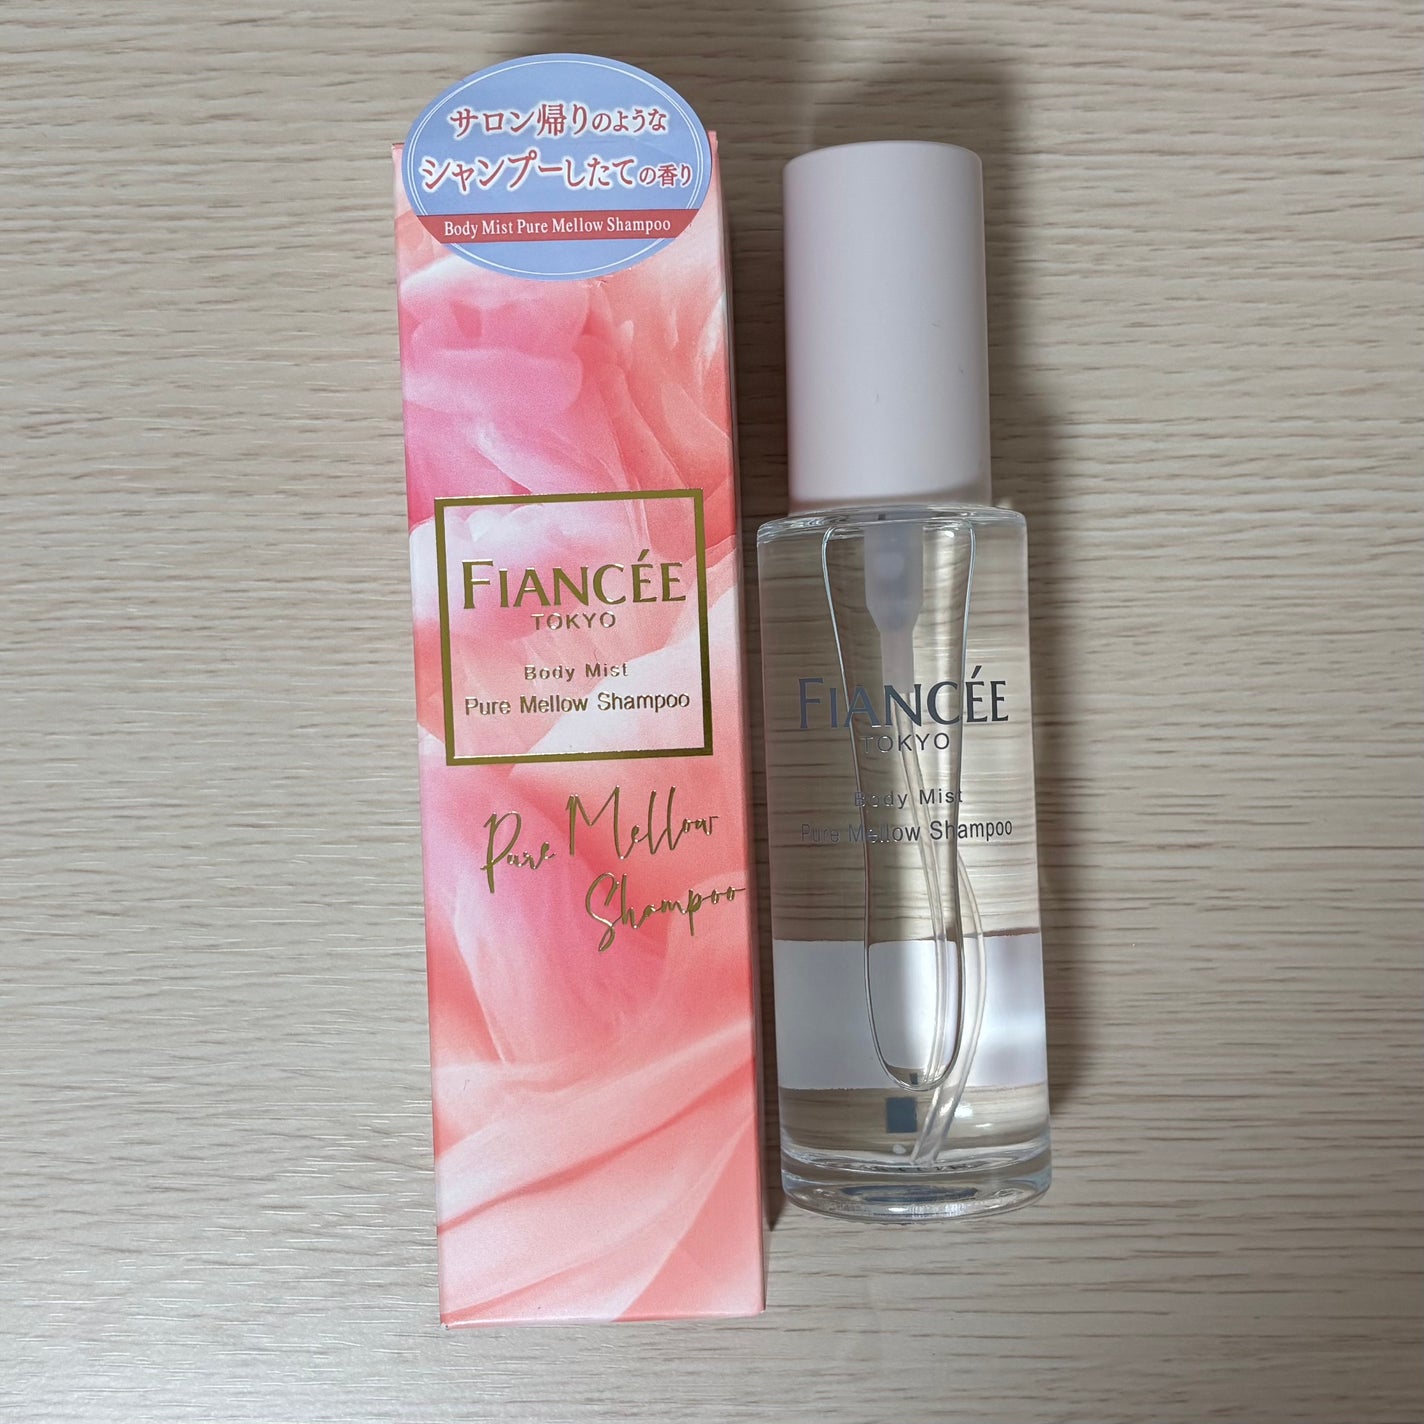 サロン帰りのような
シャンプーしたての香り
Body Mist Pure Mellow Shampoo
FIANCÉE
TOKYO
Body Mist
Pure Mellow Shampoo
Pure Mellow
Shampoo
FIANCÉE
TOKYO
Body Mist
Pure Mellow Shampoo